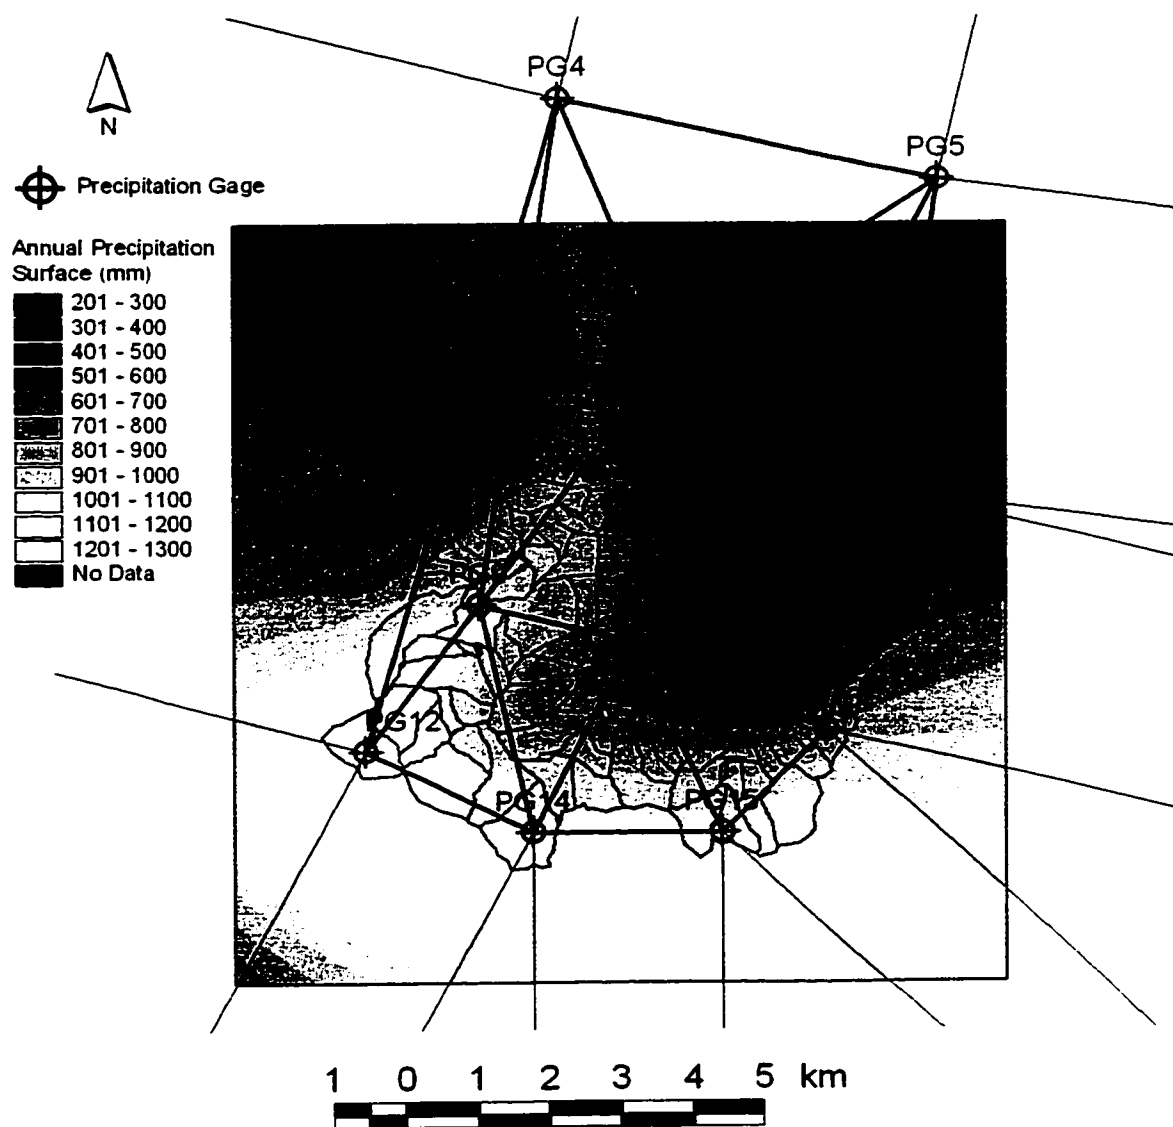 PG4
PG5
N
Precipitation Gage
Annual Precipitation
Surface (mm)
201 - 300
301 - 400
401 - 500
501 - 600
601 - 700
701 - 800
801 - 900
901 - 1000
1001 - 1100
1101 - 1200
1201 - 1300
No Data
PG12
PG14
1 0 1 2 3 4 5 km